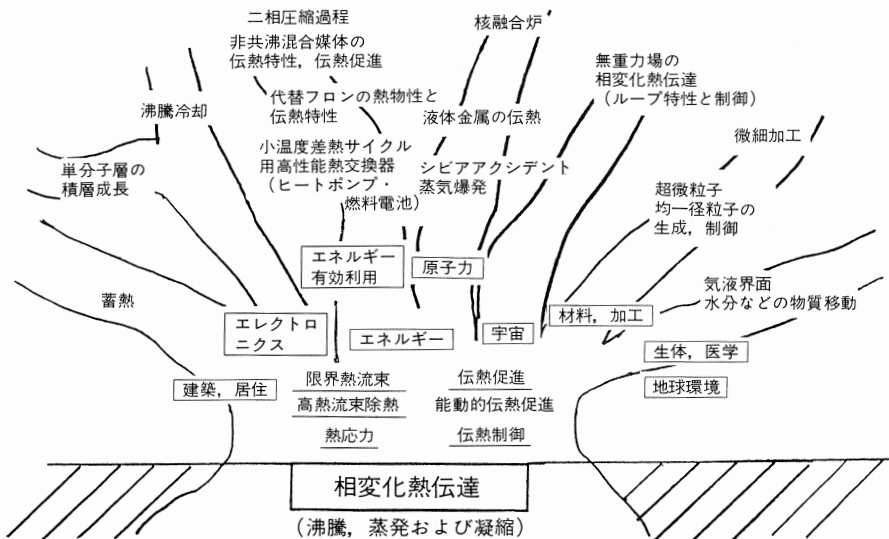 二相圧縮過程
非共沸混合媒体の
伝熱特性，伝熱促進
代替フロンの熱物性と
伝熱特性
小温度差熱サイクル
用高性能熱交換器
（ヒートポンプ・
燃料電池）
核融合炉
液体金属の伝熱
シビアアクシデント
蒸気爆発
無重力場の
相変化熱伝達
（ループ特性と制御）
沸騰冷却
単分子層の
積層成長
蓄熱
微細加工
超微粒子
均一径粒子の
生成，制御
気液界面
水分などの物質移動
エネルギー
有効利用
原子力
エレクトロ
ニクス
エネルギー
宇宙
材料，加工
生体，医学
地球環境
建築，居住
限界熱流束
高熱流束除熱
熱応力
伝熱促進
能動的伝熱促進
伝熱制御
相変化熱伝達
（沸騰，蒸発および凝縮）